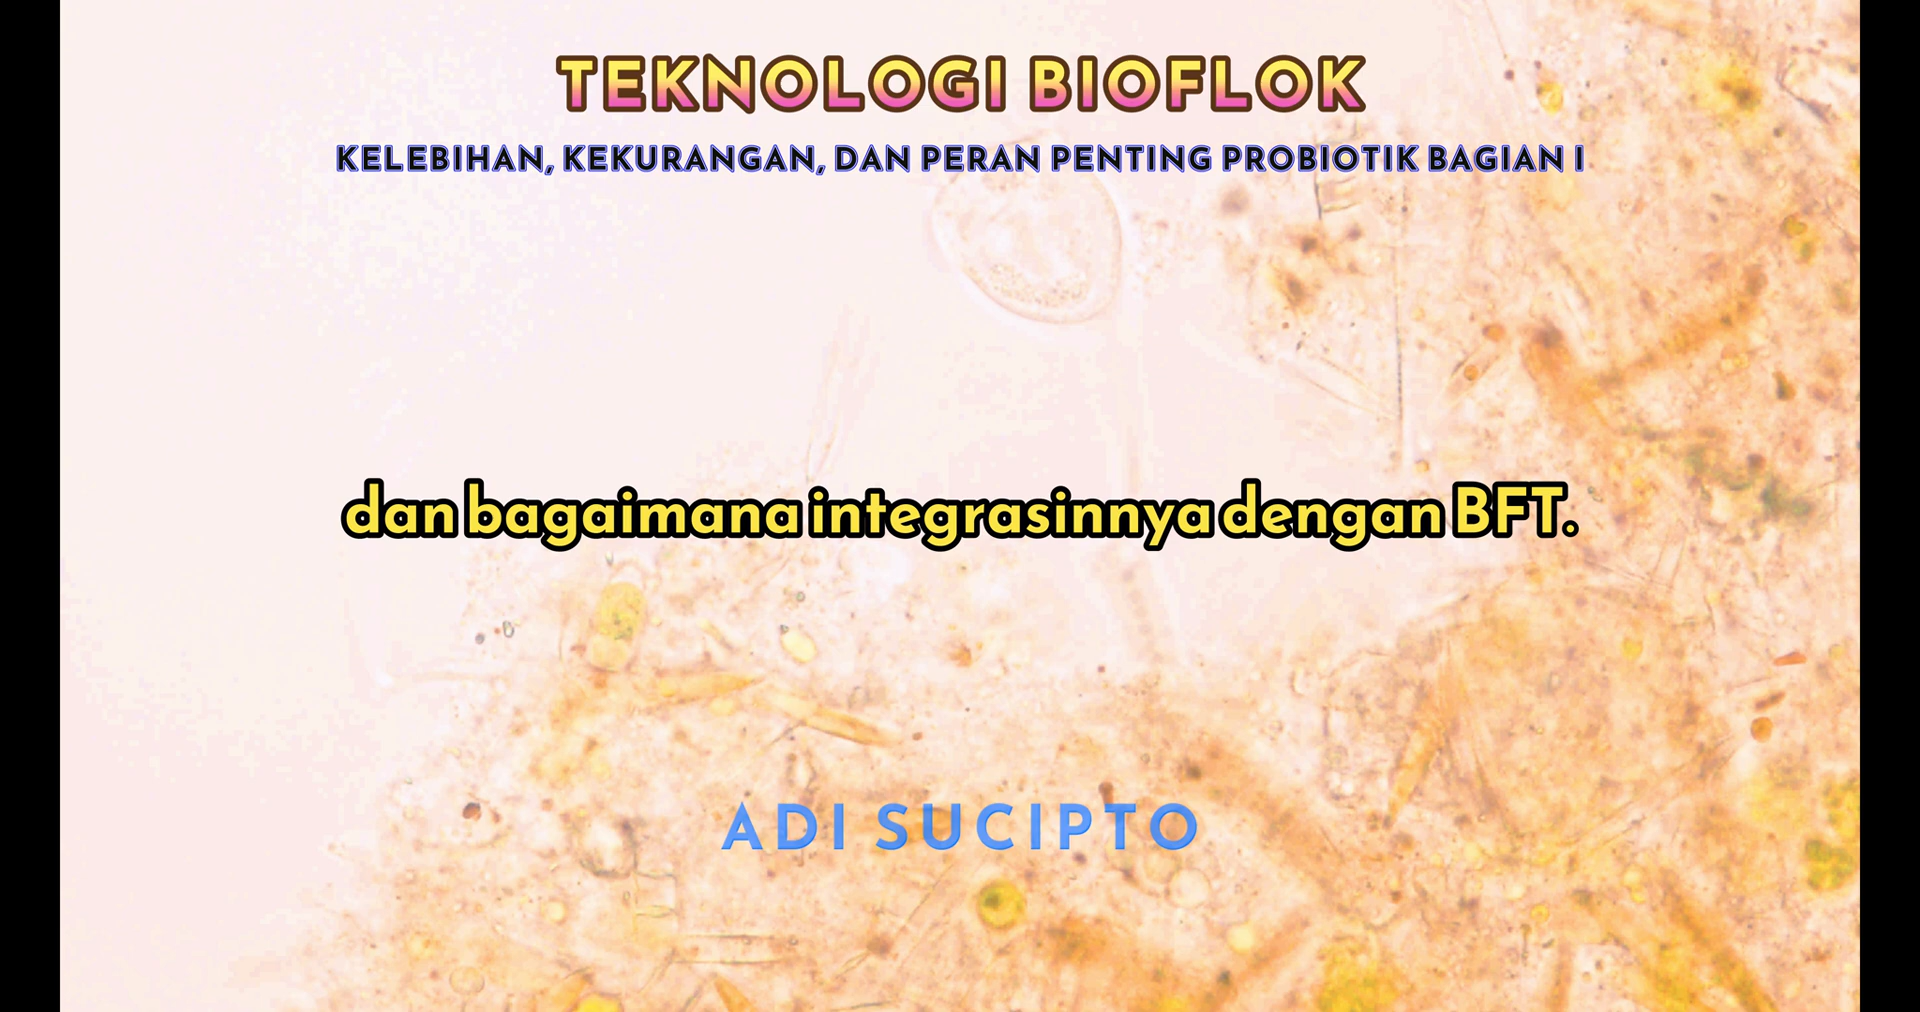 TEKNOLOGI BIOFLOK
KELEBIHAN, KEKURANGAN, DAN PERAN PENTING PROBIOTIK BAGIAN I
dan bagaimana integrasinnya dengan BFT.
ADI SUCIPTO